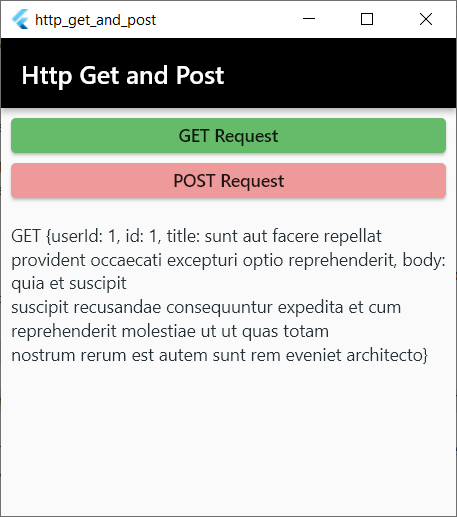 http_get_and_post
Http Get and Post
GET Request
POST Request
GET {userId: 1, id: 1, title: sunt aut facere repellat
provident occaecati excepturi optio reprehenderit, body:
quia et suscipit
suscipit recusandae consequuntur expedita et cum
reprehenderit molestiae ut ut quas totam
nostrum rerum est autem sunt rem eveniet architecto}